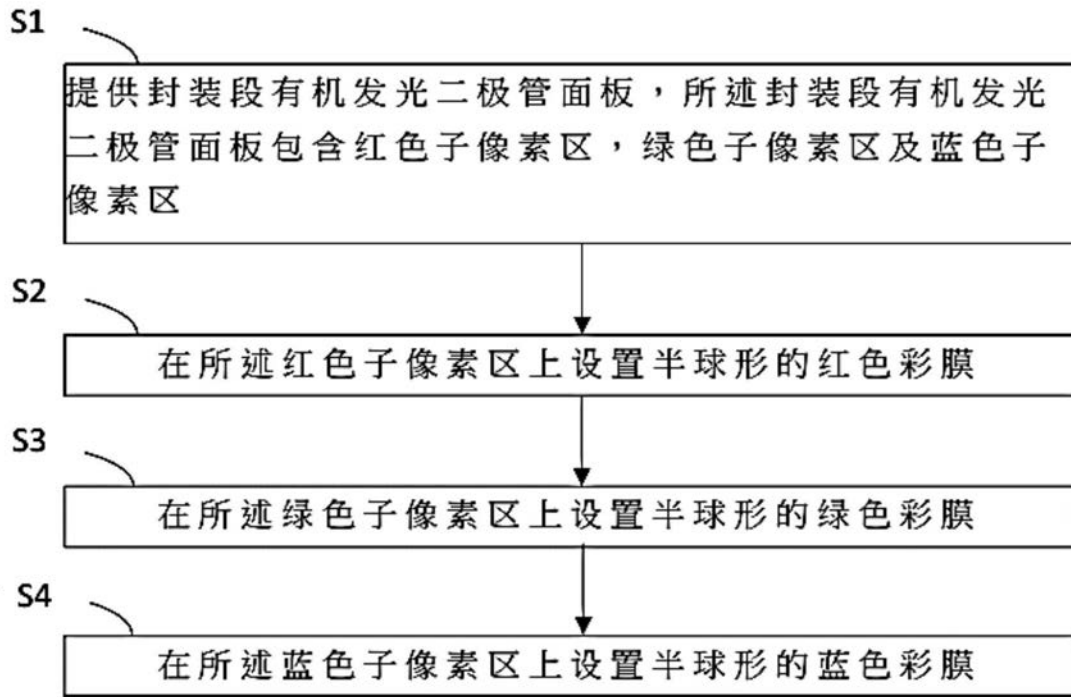 S1
提供封装段有机发光二极管面板，所述封装段有机发光
二极管面板包含红色子像素区，绿色子像素区及蓝色子
像素区
S2
在所述红色子像素区上设置半球形的红色彩膜
S3
在所述绿色子像素区上设置半球形的绿色彩膜
S4
在所述蓝色子像素区上设置半球形的蓝色彩膜